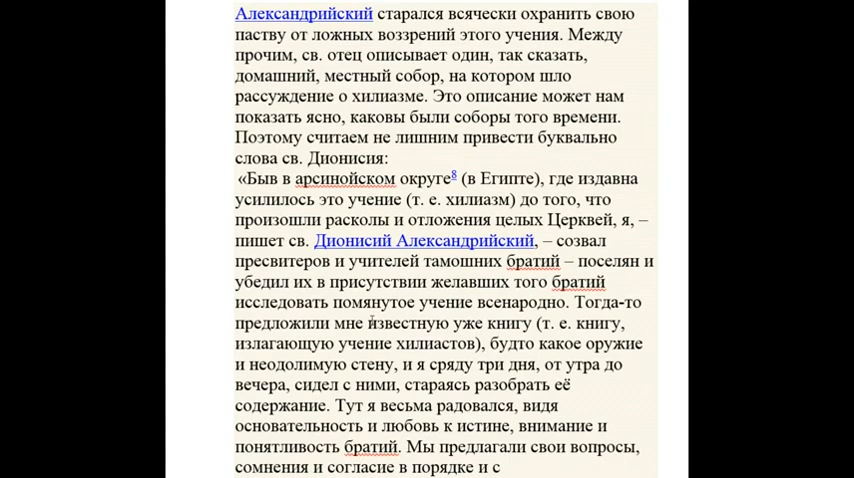 Александрийский старался всячески охранить свою
паству от ложных воззрений этого учения. Между
прочим, св. отец описывает один, так сказать,
домашний, местный собор, на котором шло
рассуждение о хилиазме. Это описание может нам
показать ясно, каковы были соборы того времени.
Поэтому считаем не лишним привести буквально
слова св. Дионисия:
«Быв в арсинойском округе8 (в Египте), где издавна
усилилось это учение (т. е. хилиазм) до того, что
произошли расколы и отложения целых Церквей, я, –
пишет св. Дионисий Александрийский, – созвал
пресвитеров и учителей тамошних братий – поселян и
убедил их в присутствии желавших того братий
исследовать помянутое учение всенародно. Тогда-то
предложили мне известную уже книгу (т. е. книгу,
излагающую учение хилиастов), будто какое оружие
и неодолимую стену, и я сряду три дня, от утра до
вечера, сидел с ними, стараясь разобрать её
содержание. Тут я весьма радовался, видя
основательность и любовь к истине, внимание и
понятливость братий. Мы предлагали свои вопросы,
сомнения и согласие в порядке и с